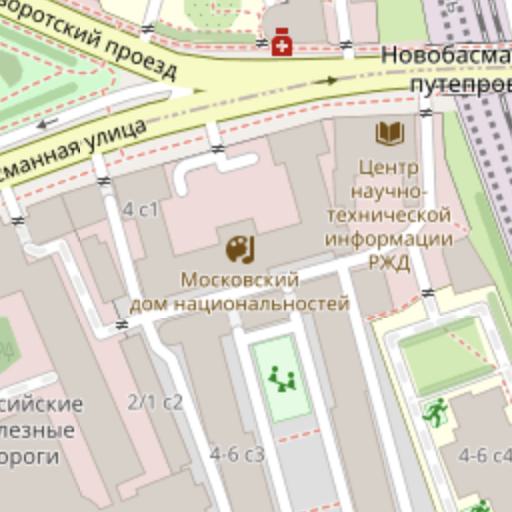 воротский проезд
Новобасма
путепров
сманная улица
Центр
научно-
технической
информации
РЖД
4 с1
Московский
дом национальностей
сийские
лезные
ороги
2/1 с2
4-6 с3
4-6 с4